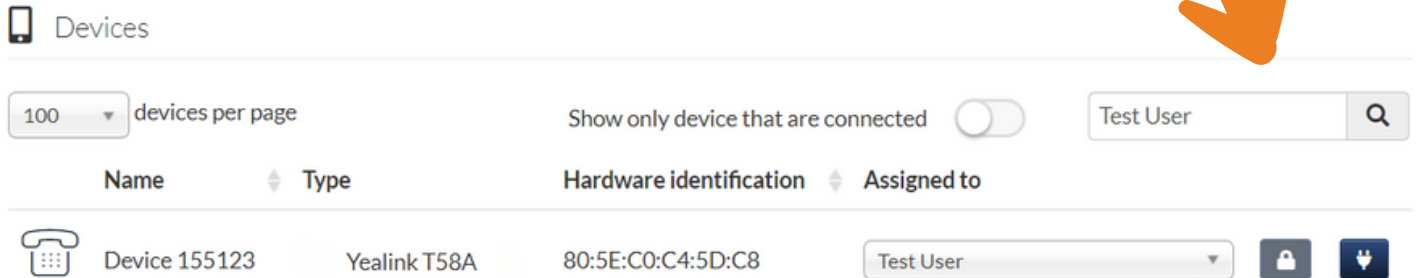 Devices
100 devices per page Show only device that are connected Test User
Name Type Hardware identification Assigned to
Device 155123 Yealink T58A 80:5E:C0:C4:5D:C8 Test User